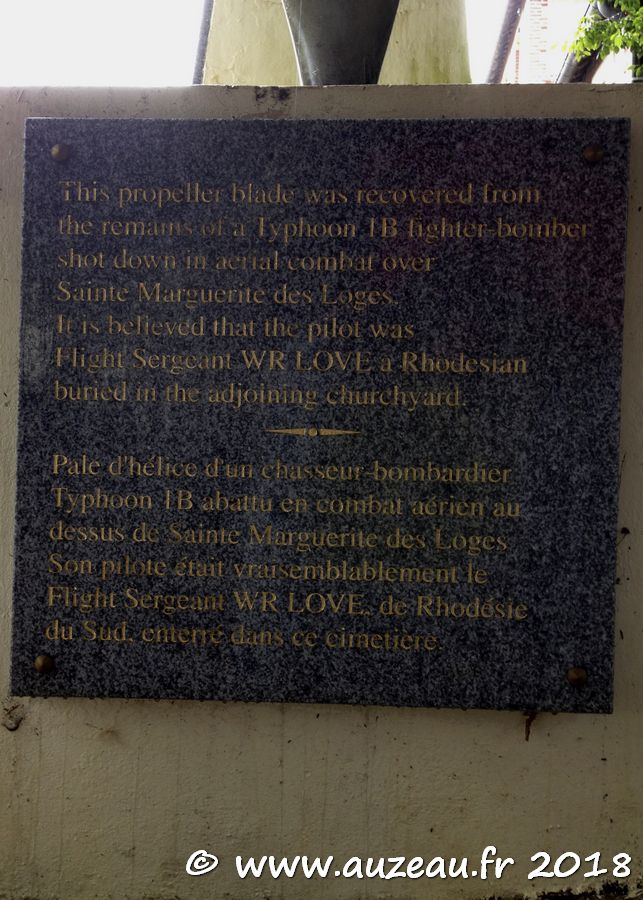 This propeller blade was recovered from
the remains of a Typhoon 1B fighter-bomber
shot down in aerial combat over
Sainte Marguerite des Loges.
It is believed that the pilot was
Flight Sergeant WR LOVE a Rhodesian
buried in the adjoining churchyard.
Pale d'hélice d'un chasseur-bombardier
Typhoon 1B abattu en combat aérien au
dessus de Sainte Marguerite des Loges
Son pilote était vraisemblablement le
Flight Sergeant WR LOVE, de Rhodésie
du Sud, enterré dans ce cimetière.
© www.auzeau.fr 2018